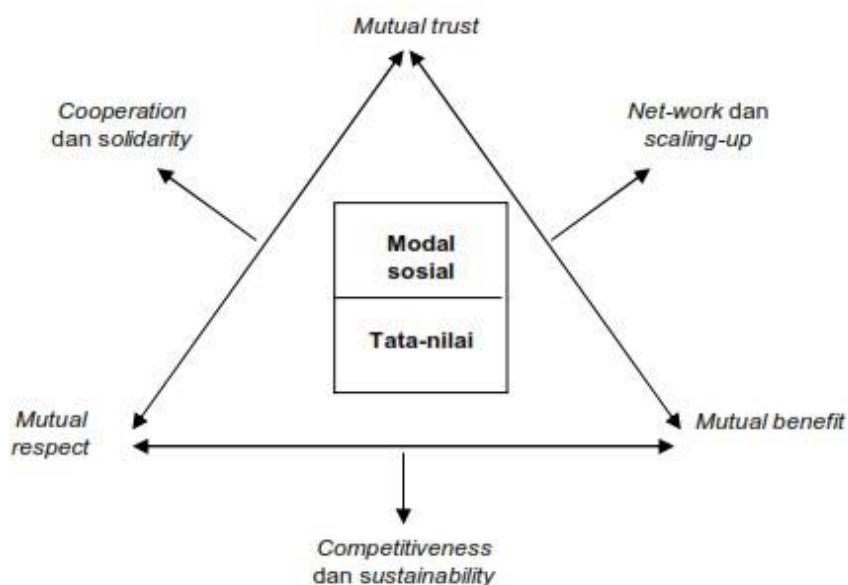 Mutual trust
Cooperation
dan solidarity
Net-work dan
scaling-up
Modal
sosial
Tata-nilai
Mutual
respect
Mutual benefit
Competitiveness
dan sustainability